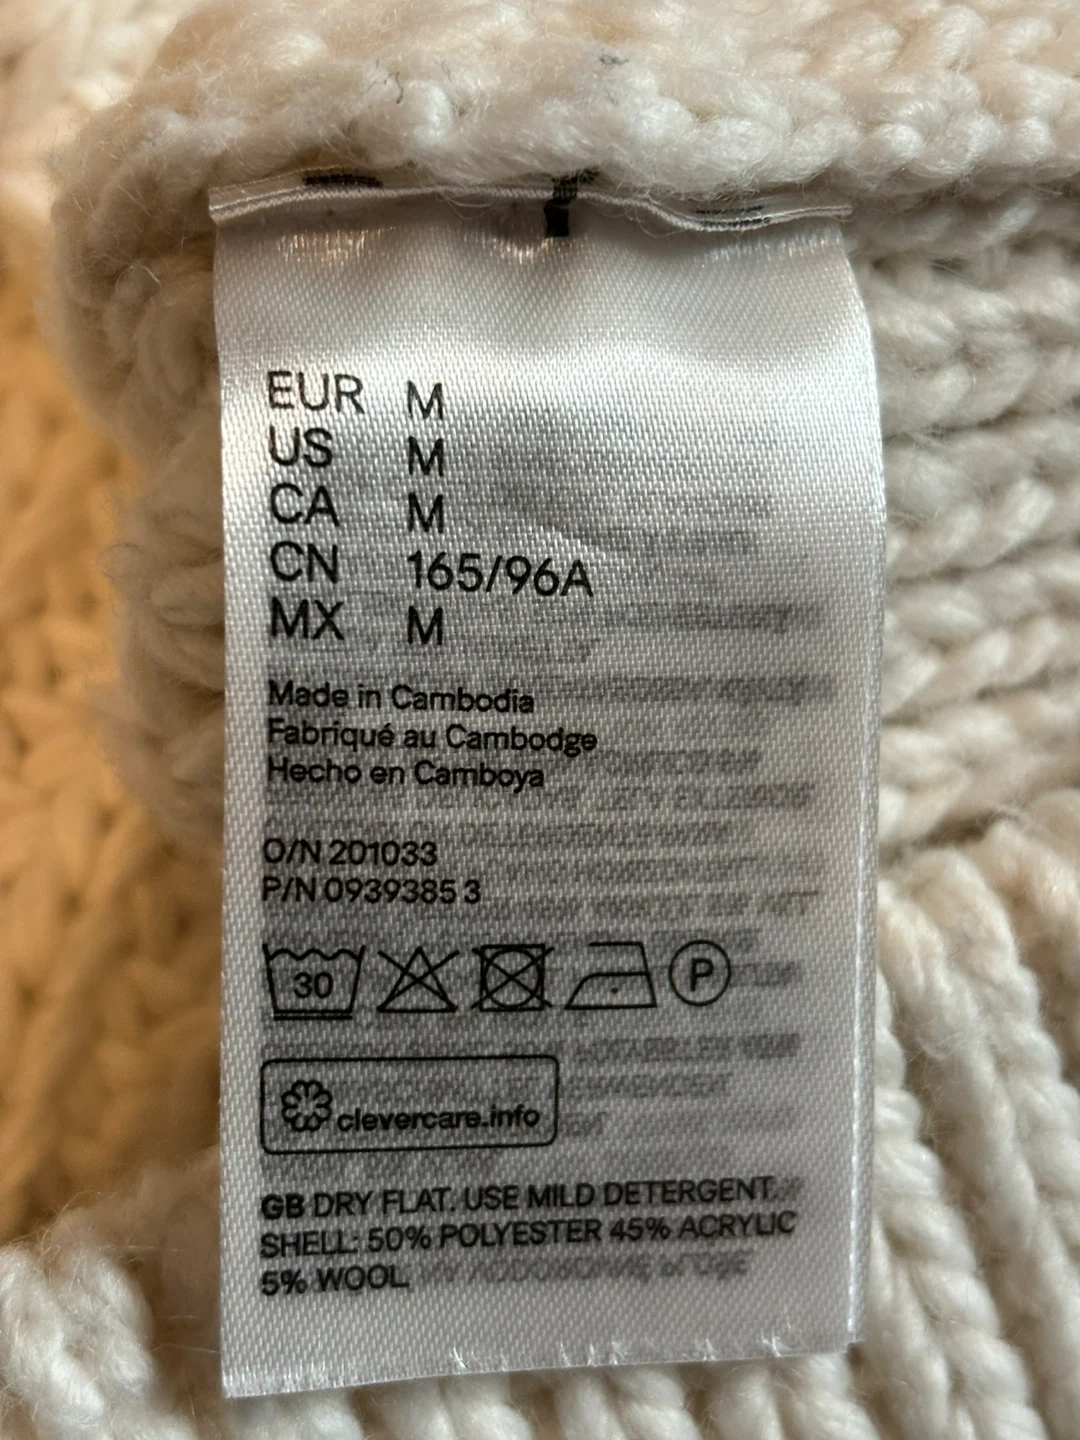 EUR M
US M
CA M
CN 165/96A
MX M
Made in Cambodia
Fabriqué au Cambodge
Hecho en Camboya
O/N 201033
P/N 0939385 3
30 P
clevercare.info
GB DRY FLAT. USE MILD DETERGENT.
SHELL: 50% POLYESTER 45% ACRYLIC
5% WOOL